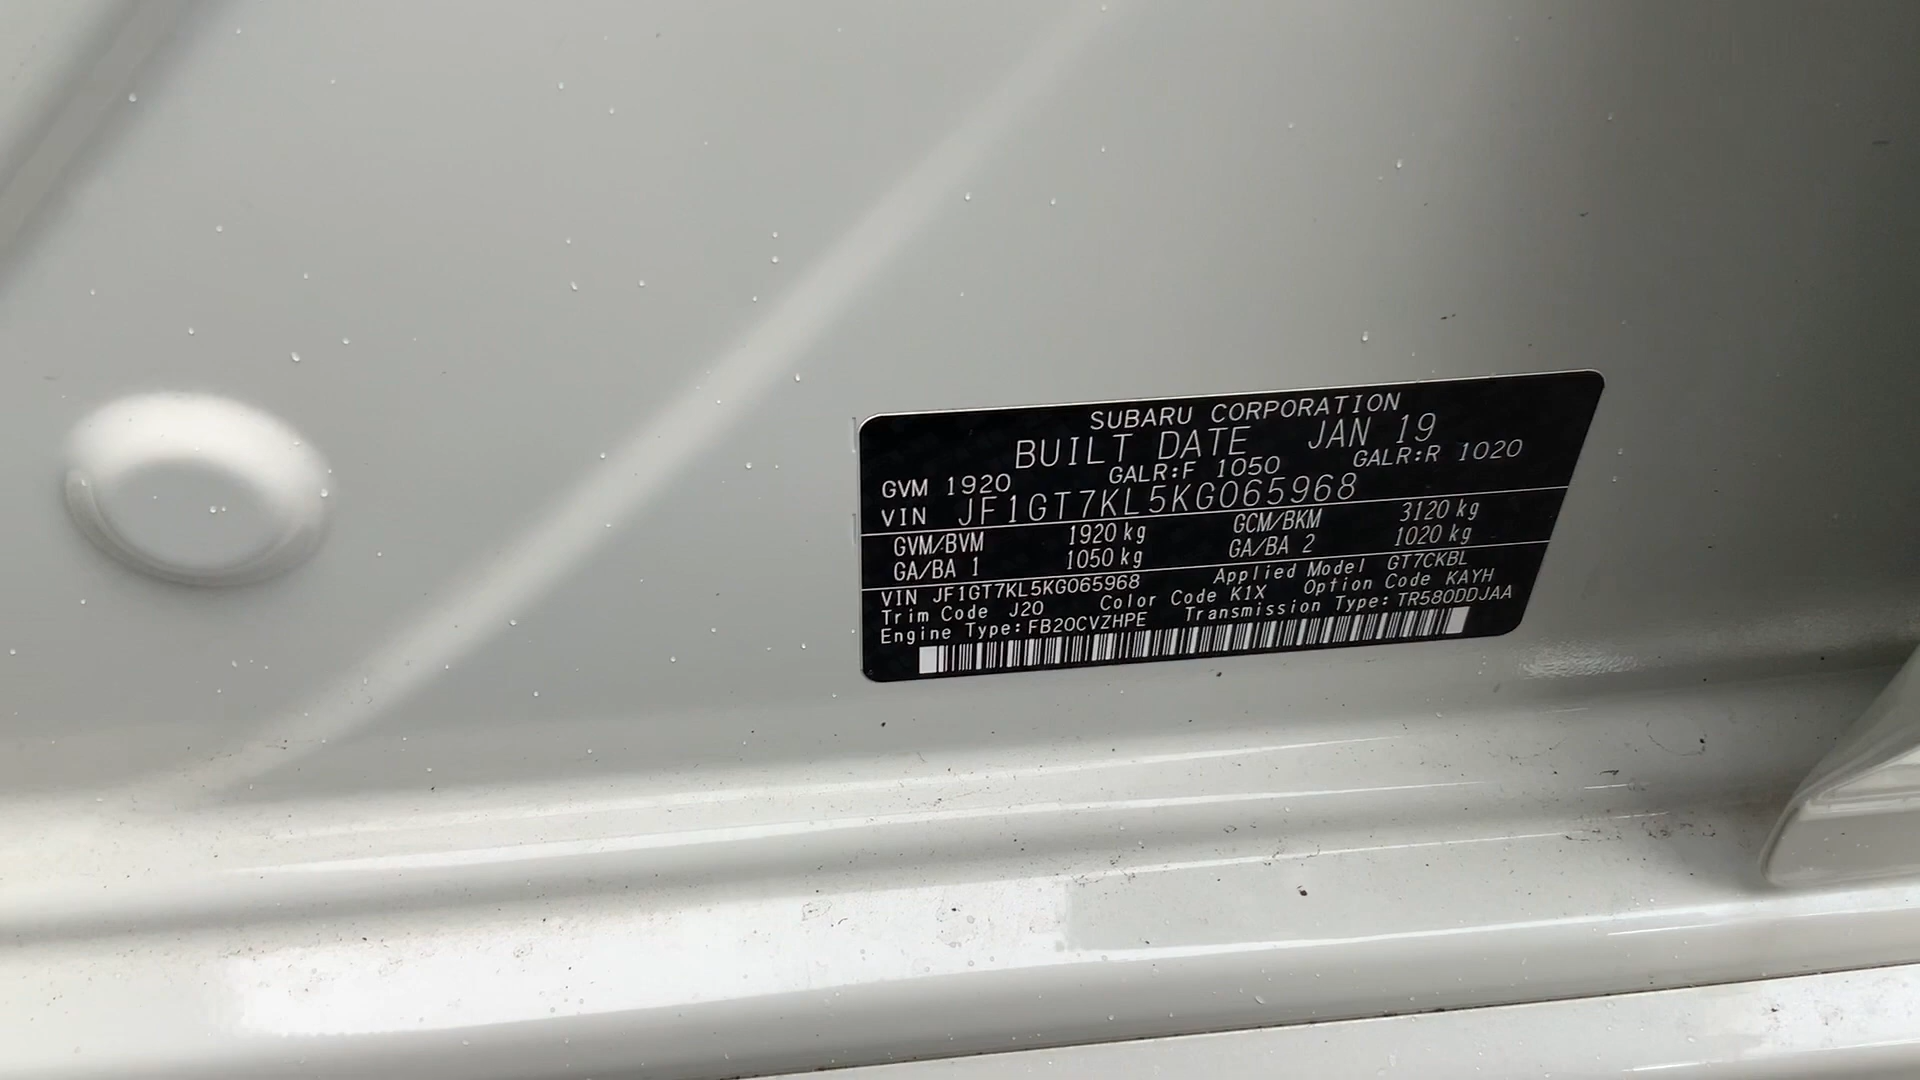 SUBARU CORPORATION
BUILT DATE JAN 19
GVM 1920 GALR:F 1050 GALR:R 1020
VIN JF1GT7KL5KG065968
GVM/BVM 1920 kg GCM/BKM 3120 kg
GA/BA 1 1050 kg GA/BA 2 1020 kg
VIN JF1GT7KL5KG065968 Applied Model GT7CKBL
Trim Code J20 Color Code K1X Option Code KAYH
Engine Type:FB20CVZHPE Transmission Type:TR580DDJAA